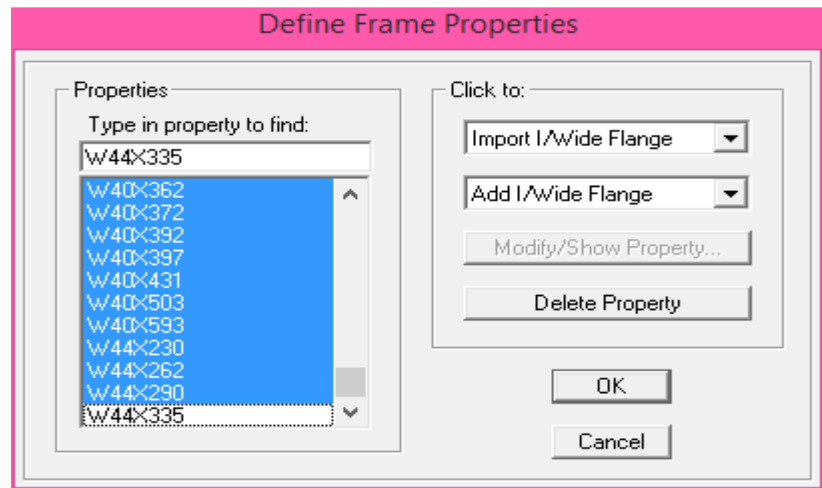 Define Frame Properties
Properties
Type in property to find:
W44X335
W40X362
W40X372
W40X392
W40X397
W40X431
W40X503
W40X593
W44X230
W44X262
W44X290
W44X335
Click to:
Import I/Wide Flange
Add I/Wide Flange
Modify/Show Property...
Delete Property
OK
Cancel